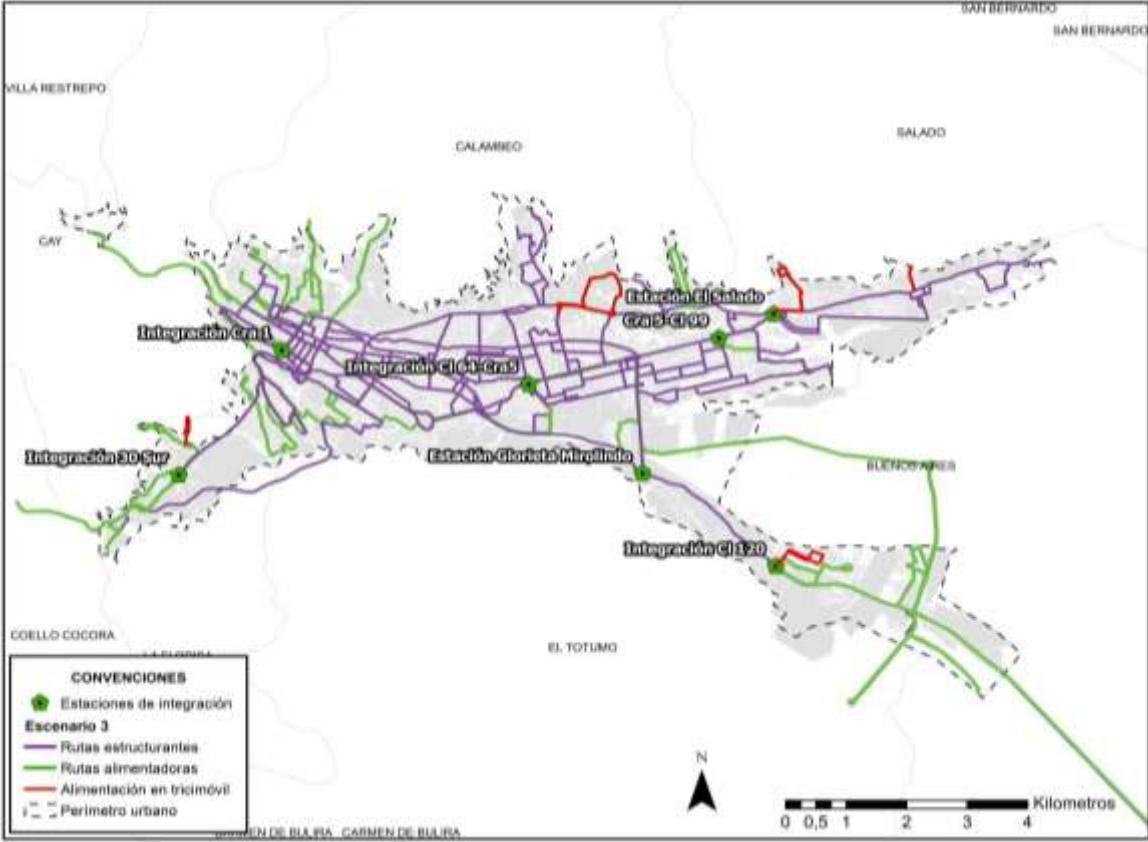 SAN BERNARDO
SAN BERNARDO
VILLA RESTREPO
CALAMBEO
SALADO
CAY
Estación El Salado
Cra 5-Cl 99
Integración Cra 1
Integración Cl 64-Cra5
Integración 30 Sur
Estación Glorieta Mirolindo
BUENOS AIRES
Integración Cl 120
COELLO COCORA
EL TOTUMO
LA FLORIDA
CONVENCIONES
Estaciones de integración
Escenario 3
Rutas estructurantes
Rutas alimentadoras
Alimentación en tricimóvil
Perímetro urbano
N
Kilometros
0 0,5 1 2 3 4
CARMEN DE BULIRA CARMEN DE BULIRA